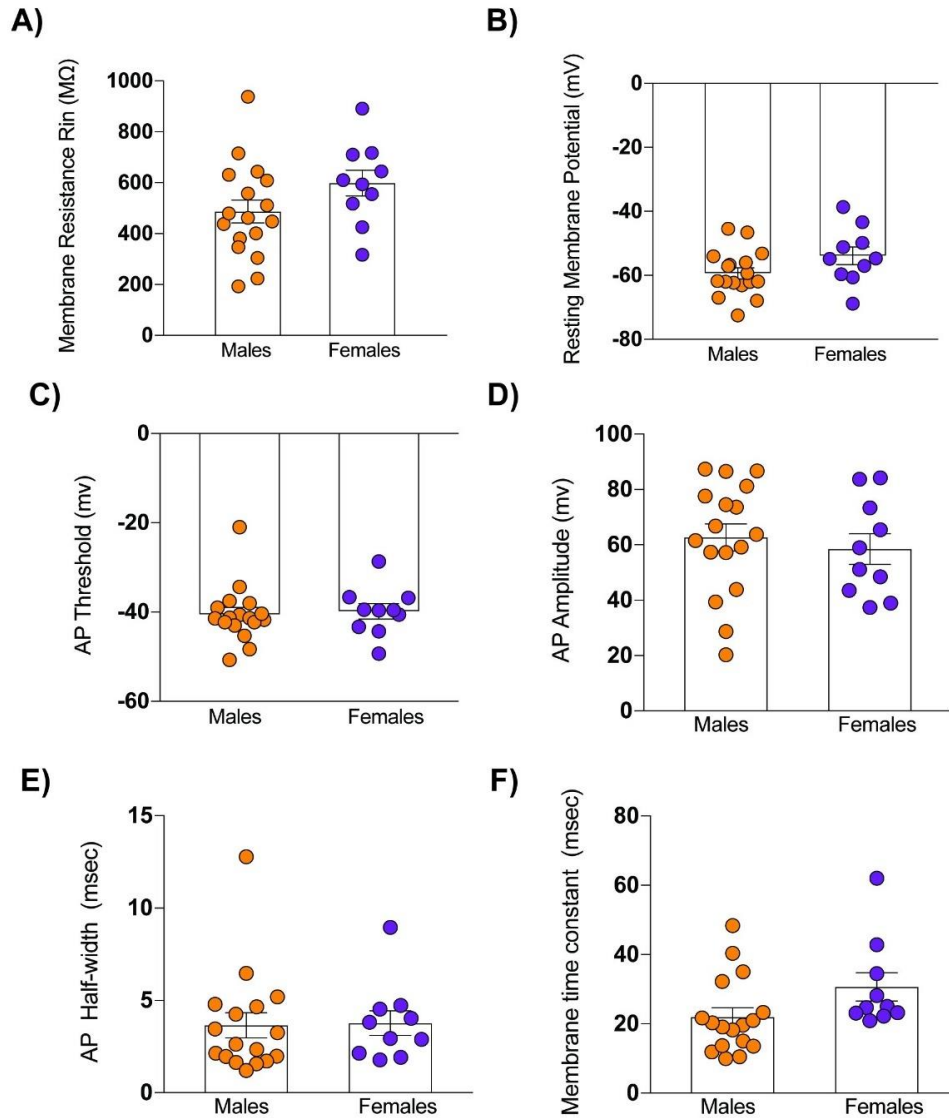 A)
Membrane Resistance Rin (MΩ)
1000
800
600
400
200
0
Males
Females
B)
Resting Membrane Potential (mV)
0
-20
-40
-60
-80
Males
Females
C)
AP Threshold (mv)
0
-20
-40
-60
Males
Females
D)
AP Amplitude (mv)
100
80
60
40
20
0
Males
Females
E)
AP Half-width (msec)
15
10
5
0
Males
Females
F)
Membrane time constant (msec)
80
60
40
20
0
Males
Females